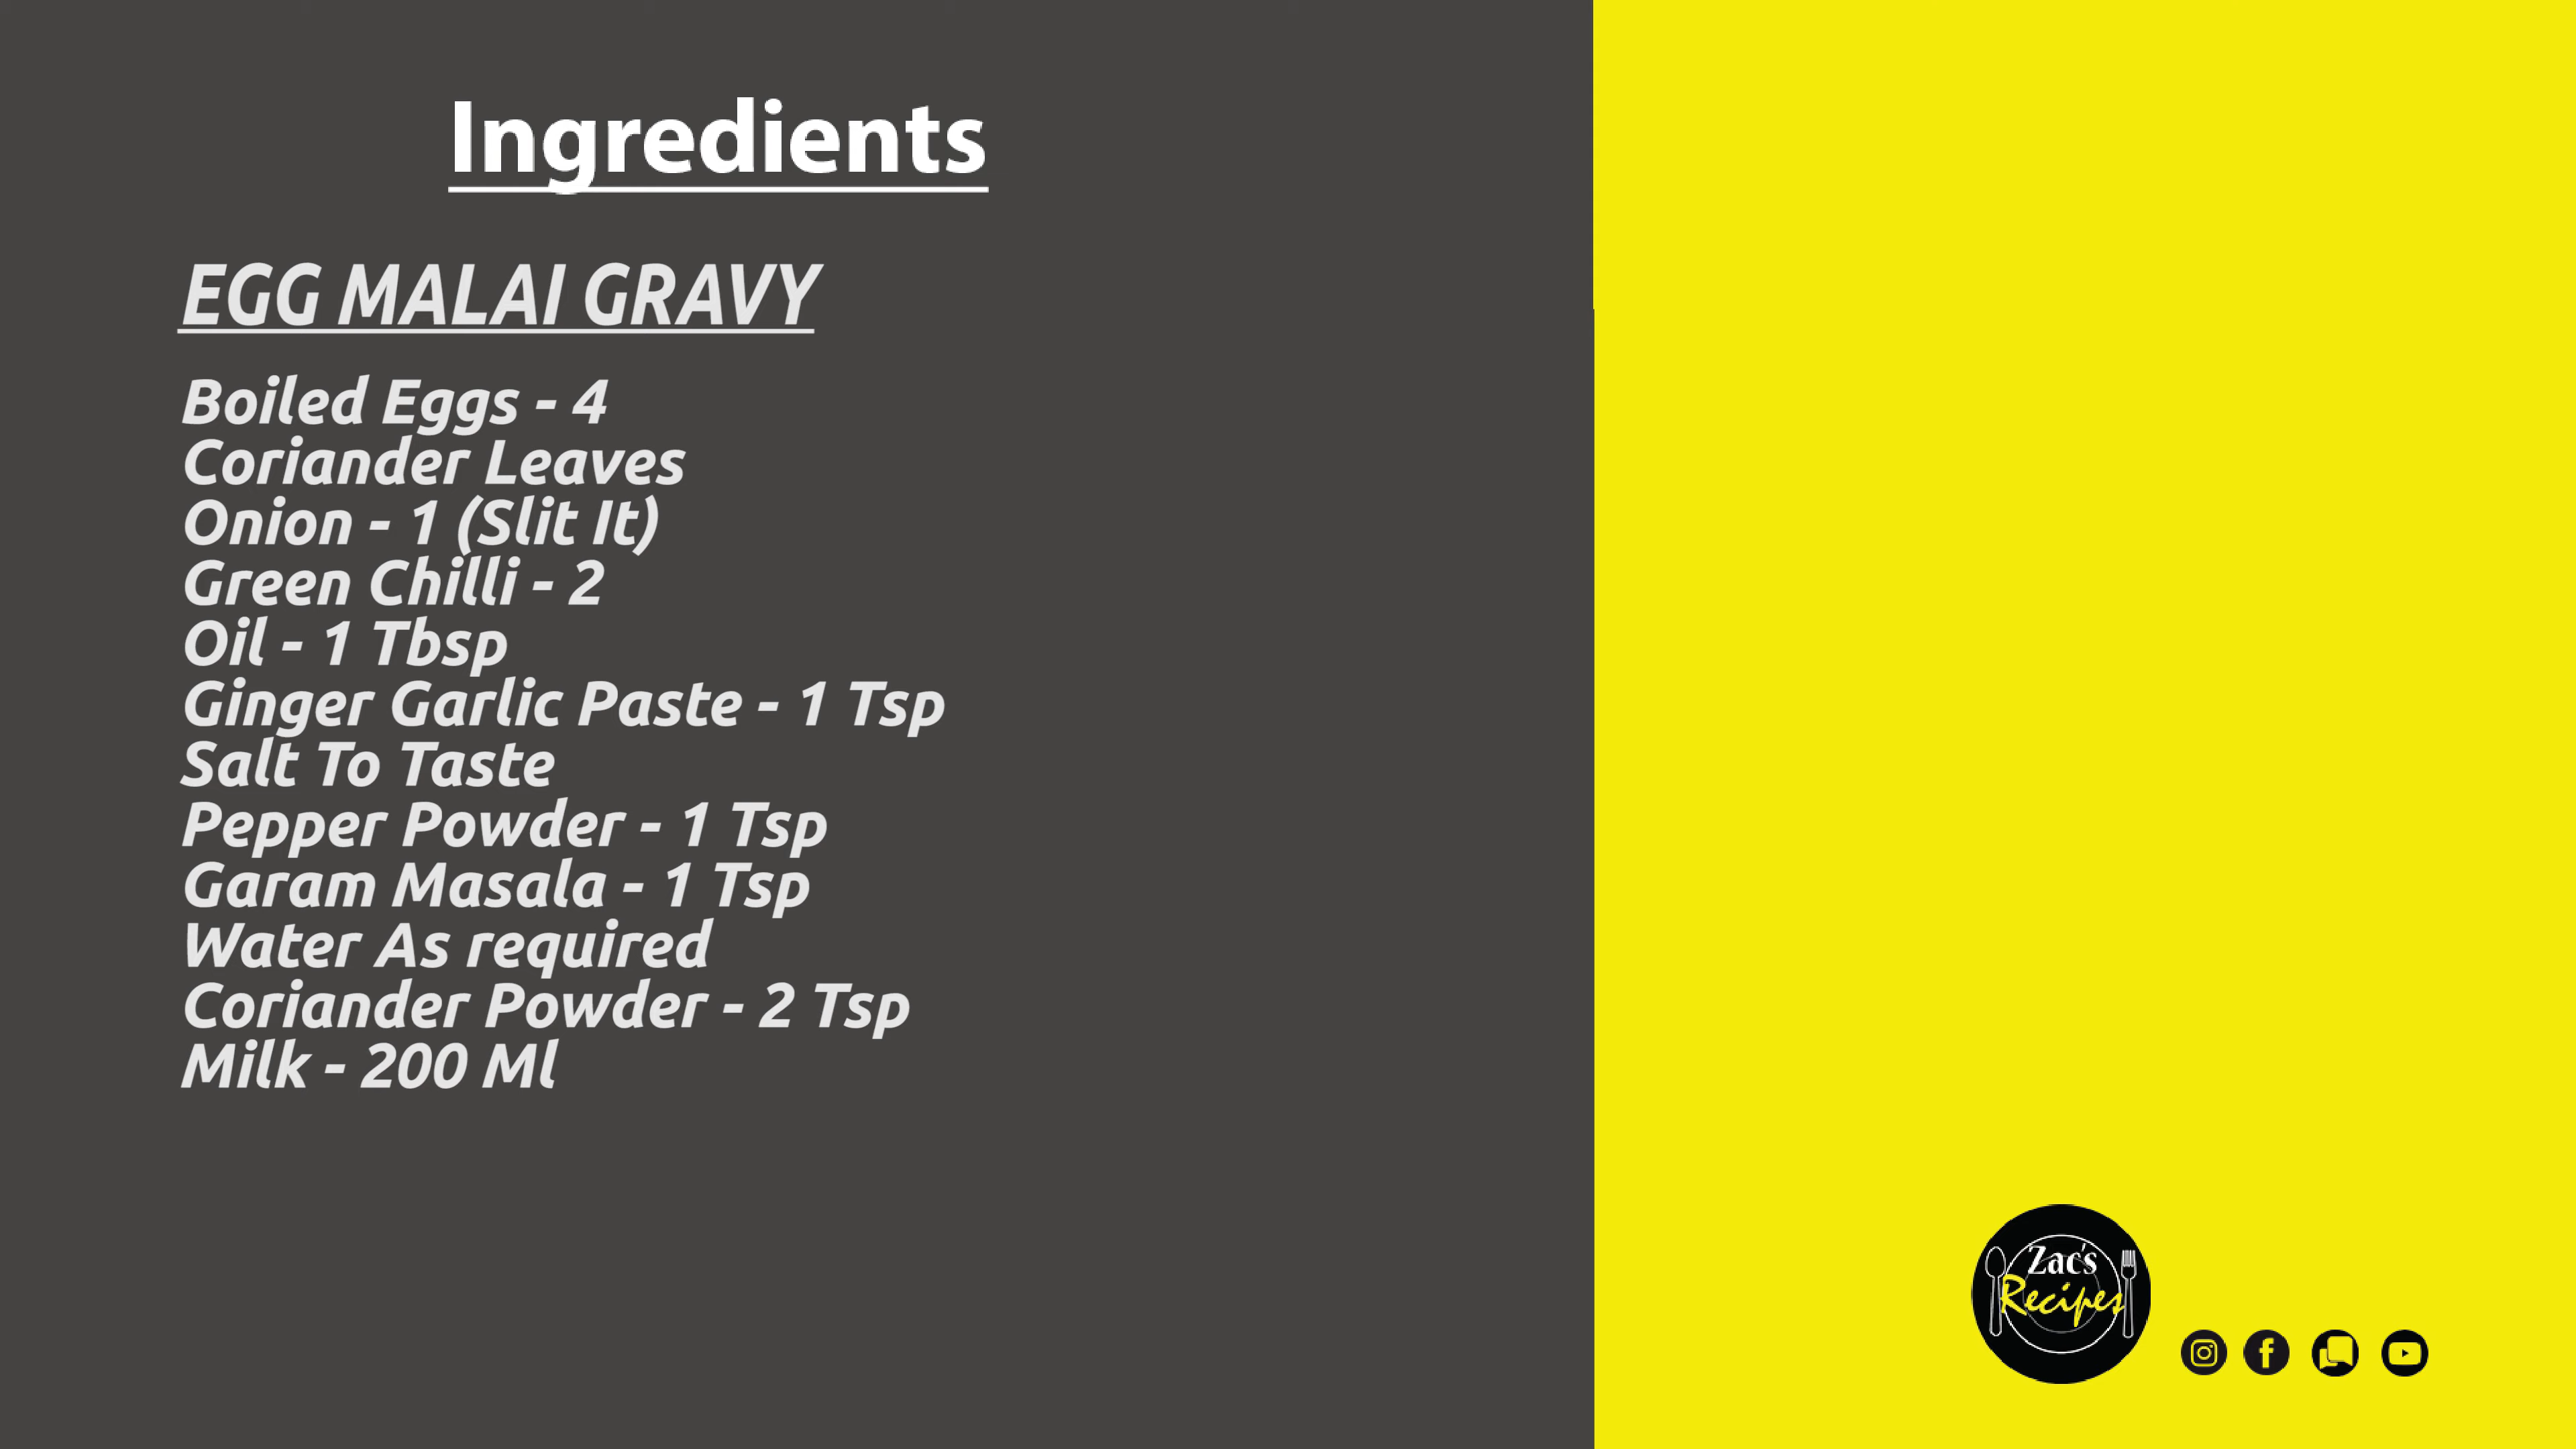 Ingredients
EGG MALAI GRAVY
Boiled Eggs - 4
Coriander Leaves
Onion - 1 (Slit It)
Green Chilli - 2
Oil - 1 Tbsp
Ginger Garlic Paste - 1 Tsp
Salt To Taste
Pepper Powder - 1 Tsp
Garam Masala - 1 Tsp
Water As required
Coriander Powder - 2 Tsp
Milk - 200 Ml
Zac's
Recipes